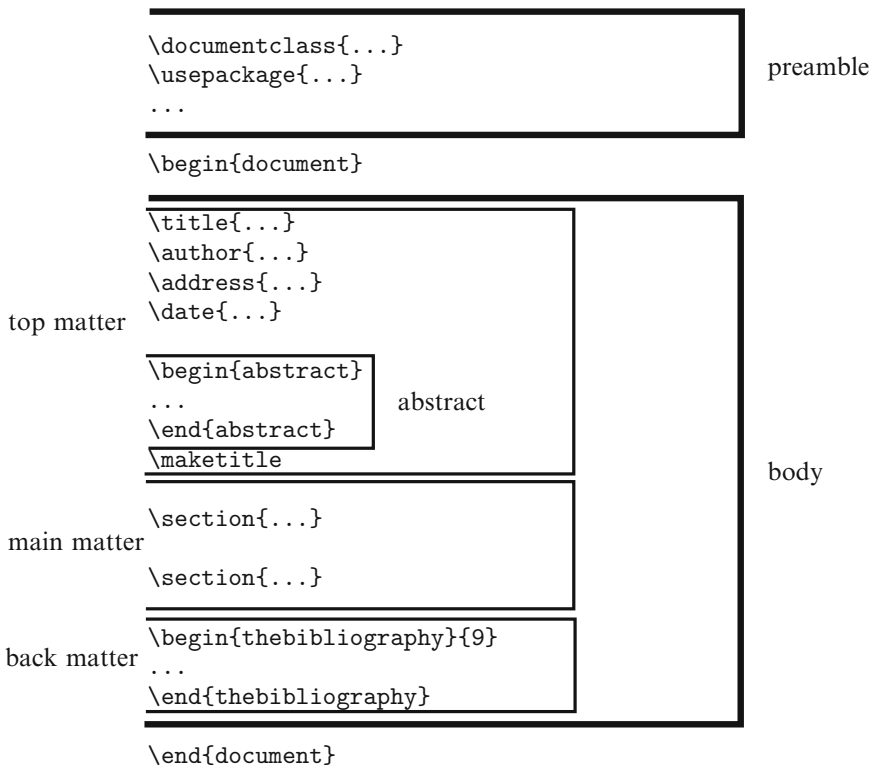 \documentclass{...}
\usepackage{...}
...
preamble
\begin{document}
\title{...}
\author{...}
\address{...}
\date{...}
top matter
\begin{abstract}
...
\end{abstract}
abstract
\maketitle
body
\section{...}
main matter
\section{...}
\begin{thebibliography}{9}
back matter
...
\end{thebibliography}
\end{document}